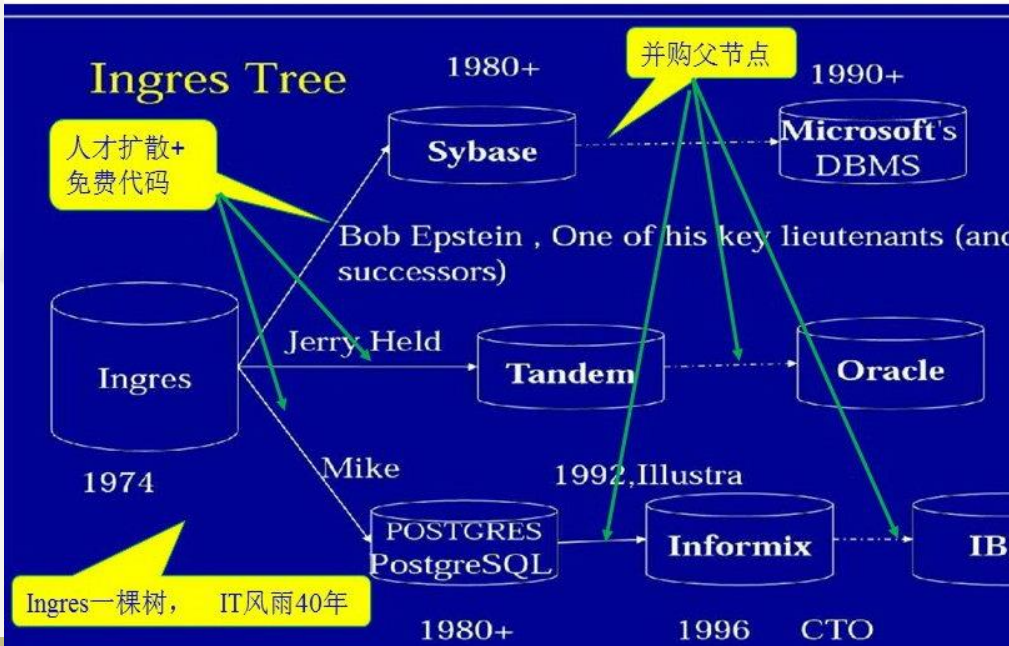 Ingres Tree
1980+
并购父节点
1990+
人才扩散+
免费代码
Sybase
Microsoft's
DBMS
Bob Epstein , One of his key lieutenants (and
successors)
Jerry Held
Ingres
Tandem
Oracle
1974
Mike
1992,Illustra
POSTGRES
PostgreSQL
Informix
IB
Ingres一棵树， IT风雨40年
1980+
1996 CTO